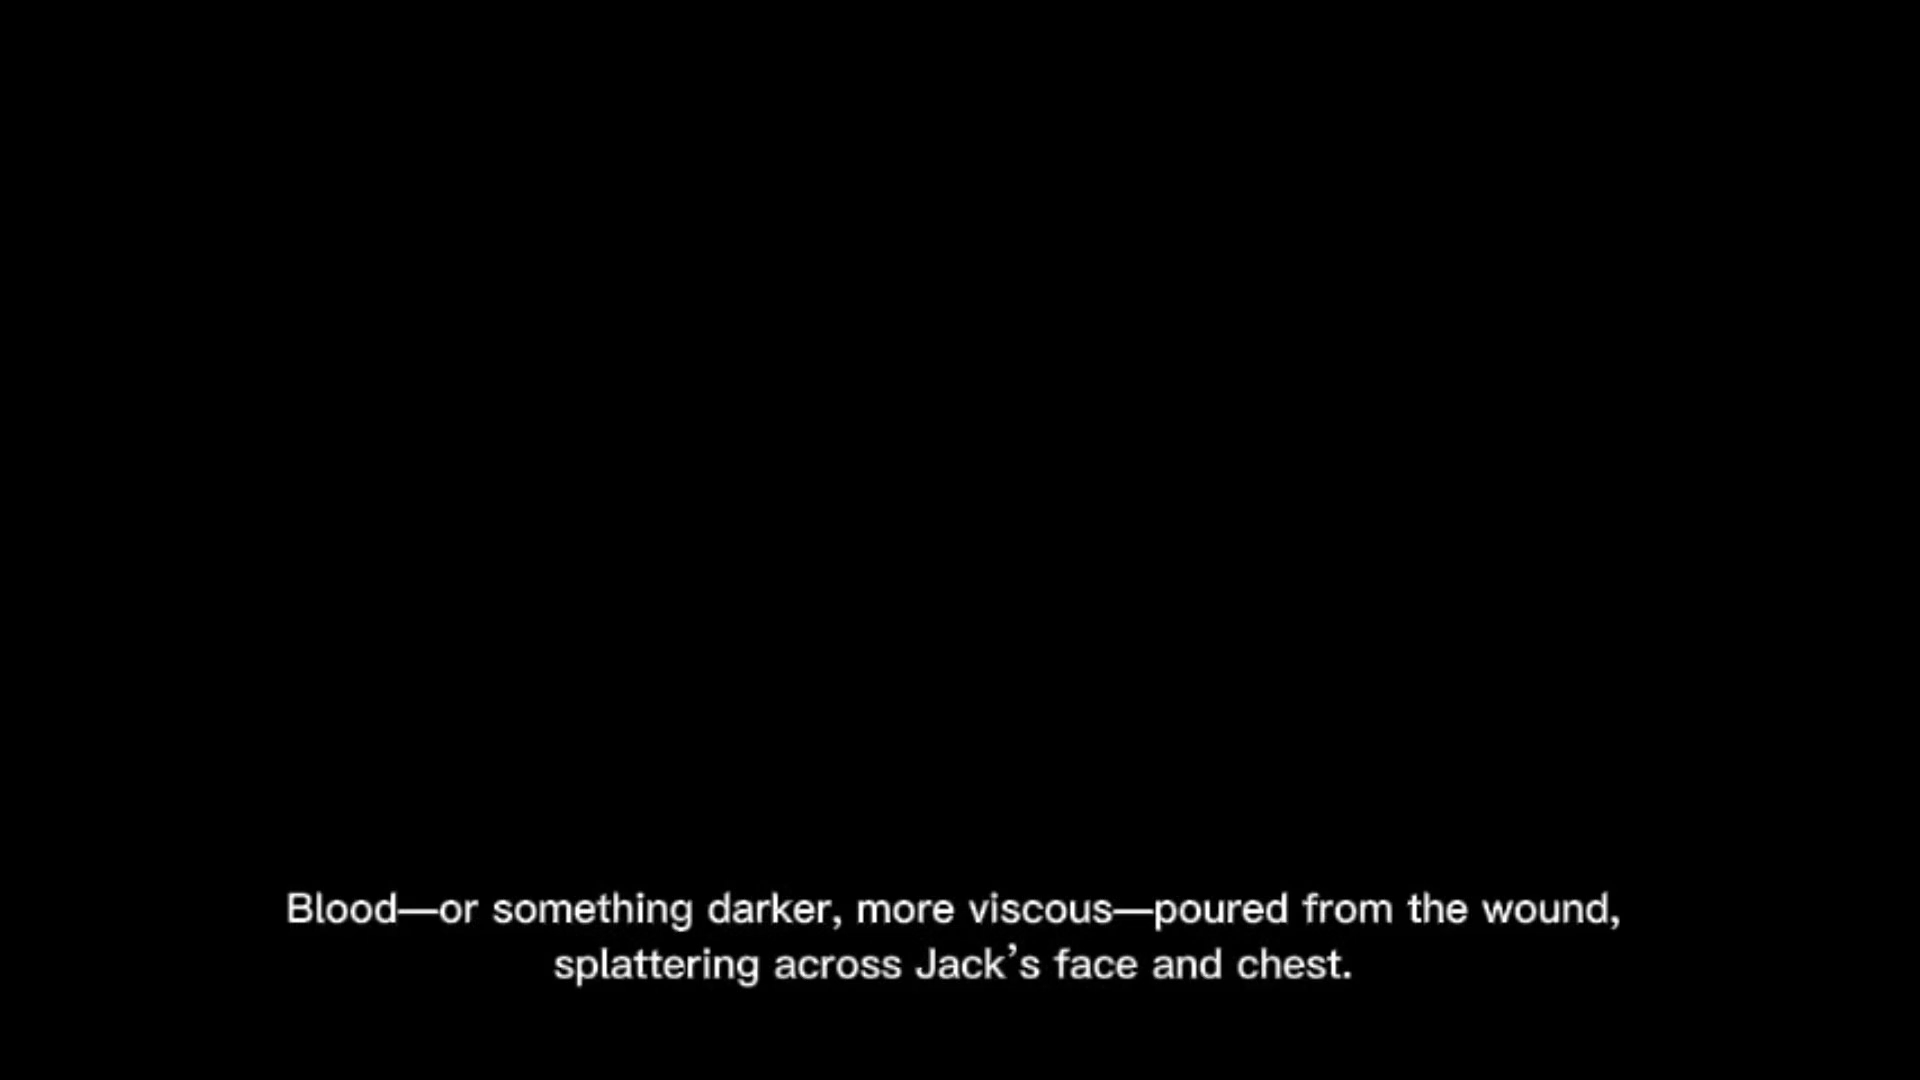 Blood—or something darker, more viscous—poured from the wound,
splattering across Jack’s face and chest.